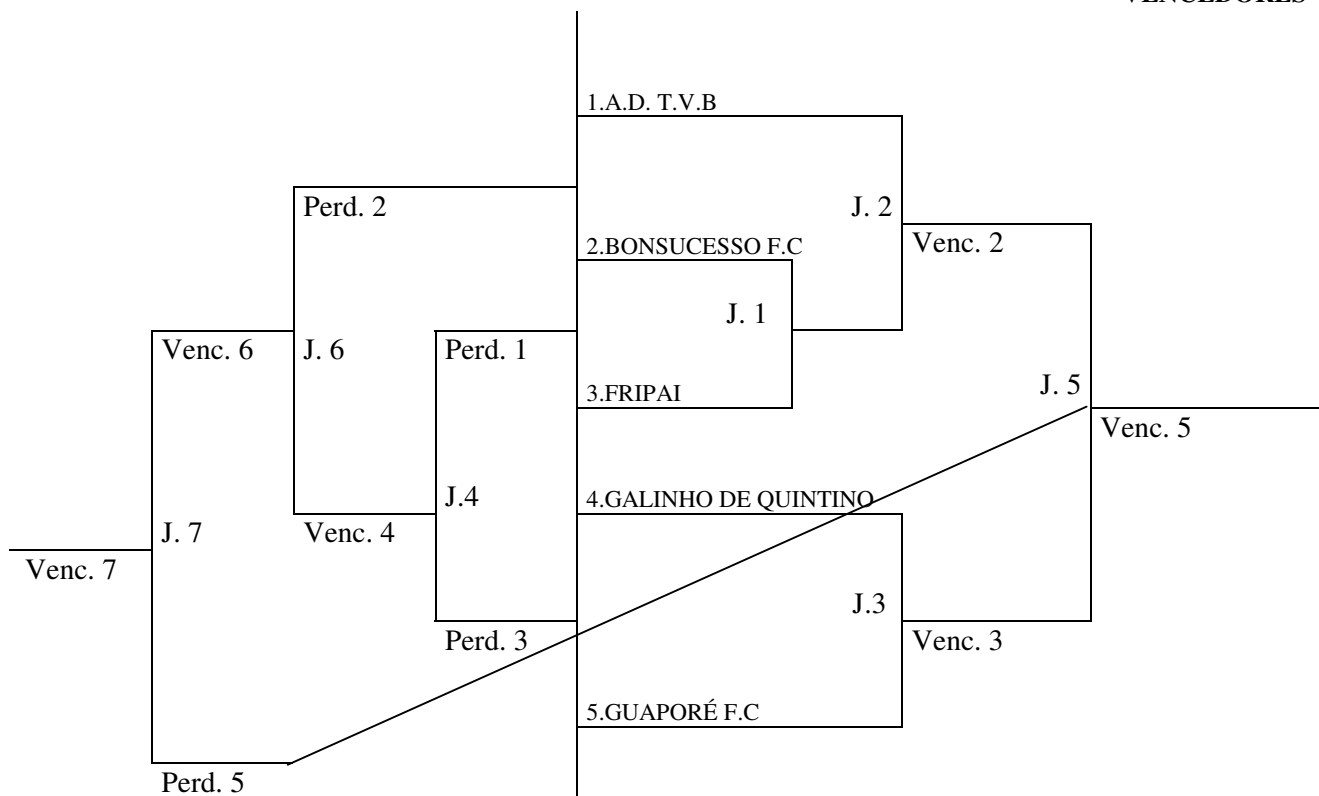 VENCEDORES
1.A.D. T.V.B
Perd. 2
J. 2
2.BONSUCESSO F.C
Venc. 2
J. 1
Venc. 6
J. 6
Perd. 1
3.FRIPAI
J. 5
Venc. 5
4.GALINHO DE QUINTINO
J.4
Venc. 4
J. 7
Venc. 7
J.3
Perd. 3
Venc. 3
5.GUAPORÉ F.C
Perd. 5